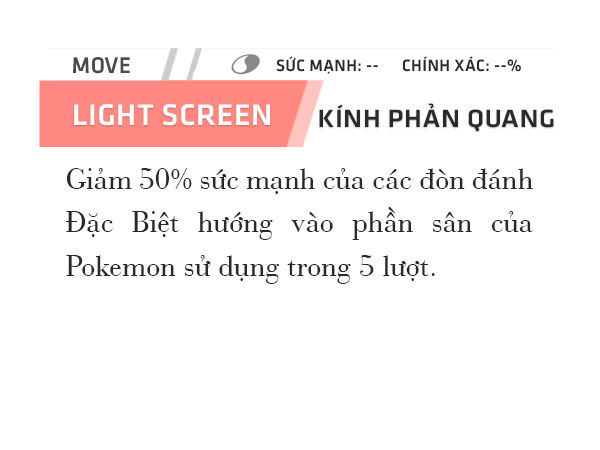 MOVE SỨC MẠNH: -- CHÍNH XÁC: --%
LIGHT SCREEN KÍNH PHẢN QUANG
Giảm 50% sức mạnh của các đòn đánh
Đặc Biệt hướng vào phần sân của
Pokemon sử dụng trong 5 lượt.